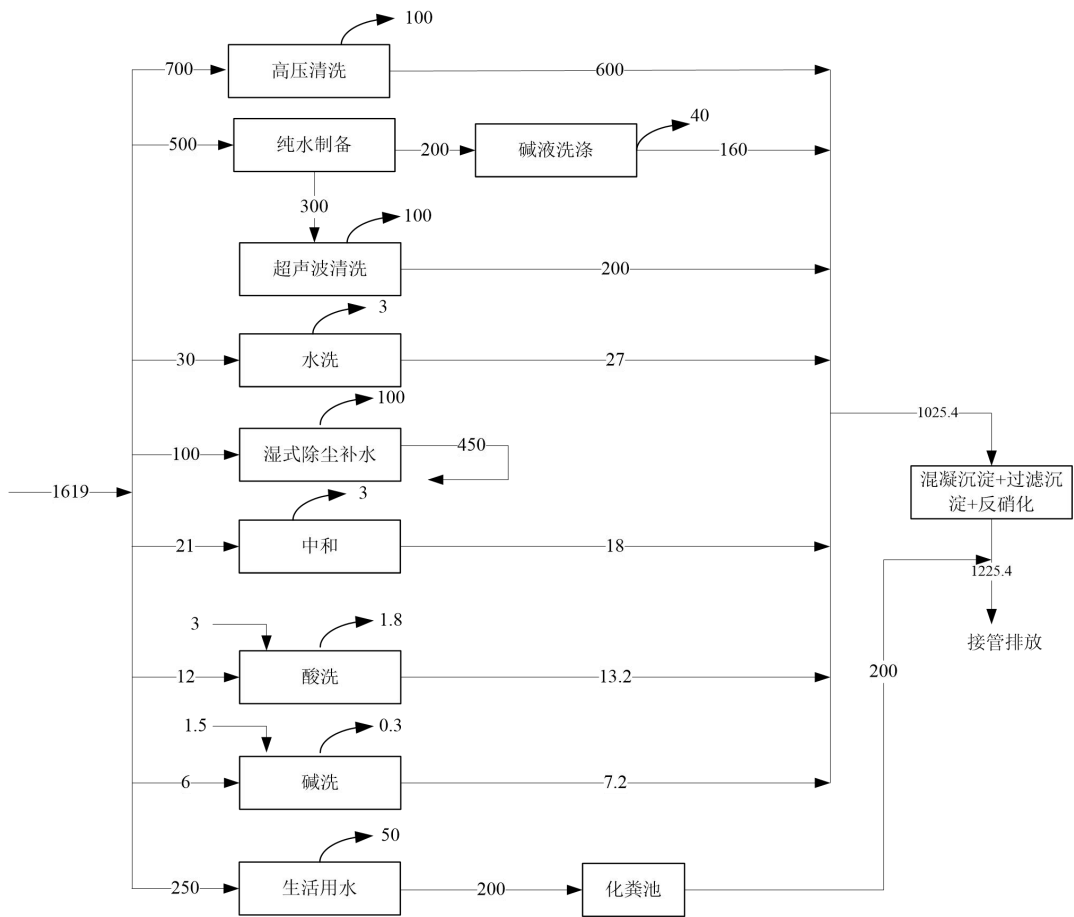 100
700
高压清洗
600
40
500
纯水制备
200
碱液洗涤
160
300
100
超声波清洗
200
3
30
水洗
27
100
1025.4
100
湿式除尘补水
450
混凝沉淀+过滤沉
淀+反硝化
1619
3
21
中和
18
1225.4
接管排放
3
1.8
12
酸洗
13.2
200
1.5
0.3
6
碱洗
7.2
50
250
生活用水
200
化粪池